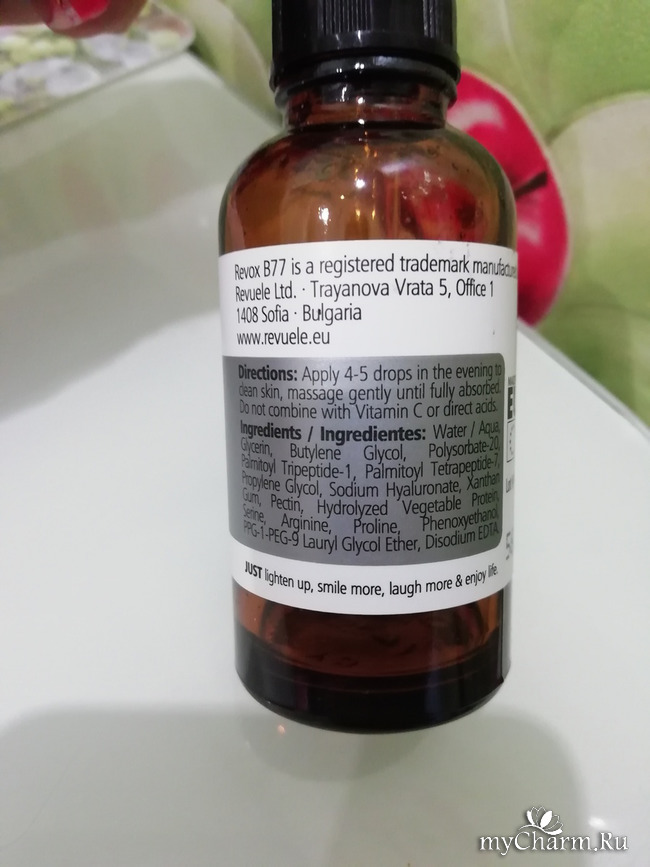 Revox B77 is a registered trademark
Revuele Ltd. · Trayanova Vrata 5, Office 1
1408 Sofia · Bulgaria
www.revuele.eu
Directions: Apply 4-5 drops in the evening to
clean skin, massage gently until fully absorbed.
Do not combine with Vitamin C or direct acids.
Ingredients / Ingredientes: Water / Aqua,
Glycerin, Butylene Glycol, Polysorbate-20,
Palmitoyl Tripeptide-1, Palmitoyl Tetrapeptide-7,
Propylene Glycol, Sodium Hyaluronate, Xanthan
Gum, Pectin, Hydrolyzed Vegetable Protein,
Serine, Arginine, Proline, Phenoxyethanol,
PPG-1-PEG-9 Lauryl Glycol Ether, Disodium EDTA.
JUST lighten up, smile more, laugh more & enjoy life.
myCharm.Ru